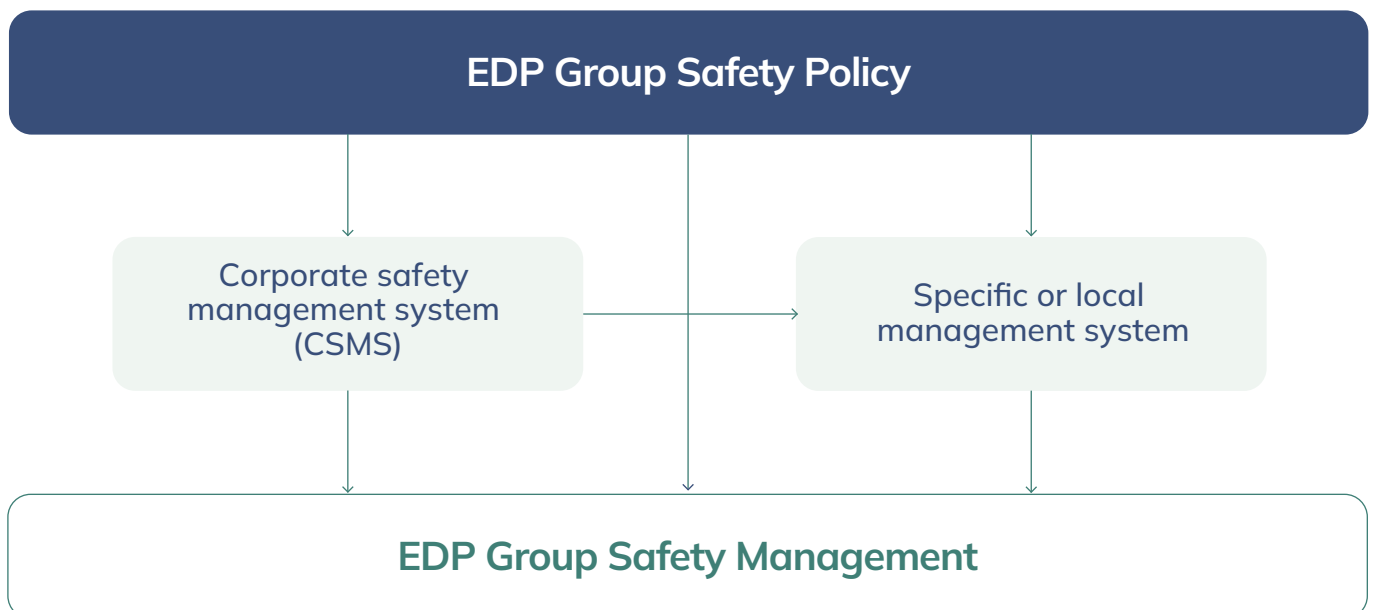 EDP Group Safety Policy
Corporate safety
management system
(CSMS)
Specific or local
management system
EDP Group Safety Management